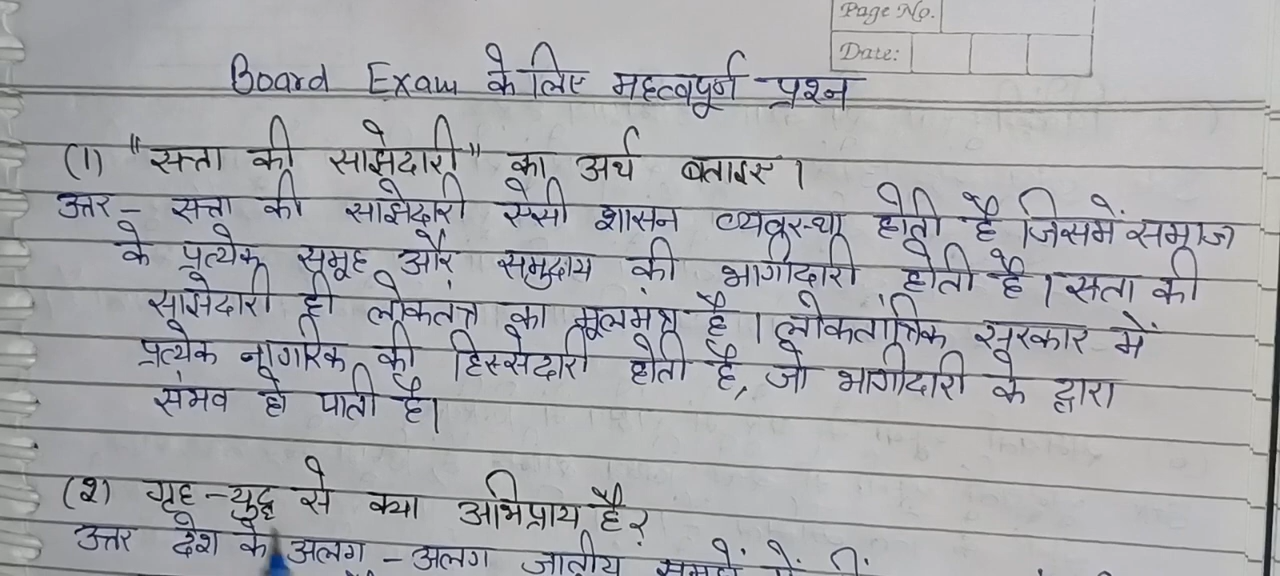 Page No.
Date:
Board Exam के लिए महत्वपूर्ण प्रश्न
(1) "सत्ता की साझेदारी" का अर्थ बताइए।
उत्तर - सत्ता की साझेदारी ऐसी शासन व्यवस्था होती है जिसमें समाज
के प्रत्येक समूह और समुदाय की भागीदारी होती है। सत्ता की
साझेदारी ही लोकतंत्र का मूलमंत्र है। लोकतांत्रिक सरकार में
प्रत्येक नागरिक की हिस्सेदारी होती है, जो भागीदारी के द्वारा
संभव हो पाती है।
(२) गृह-युद्ध से क्या अभिप्राय है?
उत्तर देश के अलग-अलग जातीय